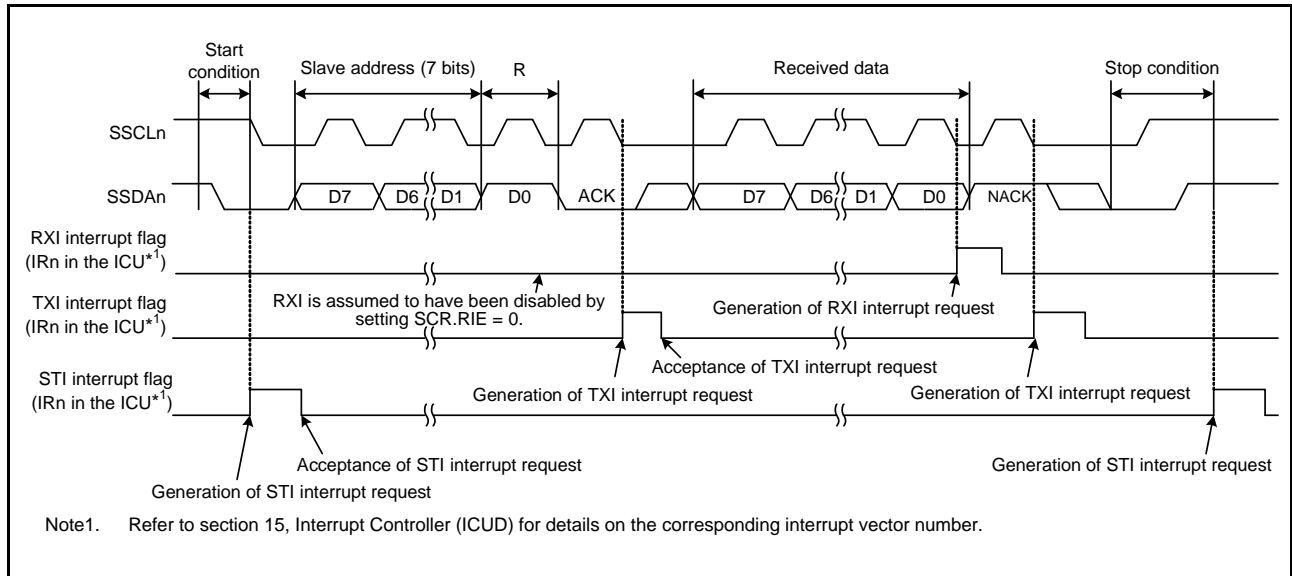 Start
condition
Slave address (7 bits)
R
Received data
Stop condition
SSCLn
SSDAn
D7
D6
D1
D0
ACK
D7
D6
D1
D0
NACK
RXI interrupt flag
(IRn in the ICU*1)
RXI is assumed to have been disabled by
setting SCR.RIE = 0.
Generation of RXI interrupt request
TXI interrupt flag
(IRn in the ICU*1)
Acceptance of TXI interrupt request
Generation of TXI interrupt request
Generation of TXI interrupt request
STI interrupt flag
(IRn in the ICU*1)
Acceptance of STI interrupt request
Generation of STI interrupt request
Generation of STI interrupt request
Note1. Refer to section 15, Interrupt Controller (ICUD) for details on the corresponding interrupt vector number.